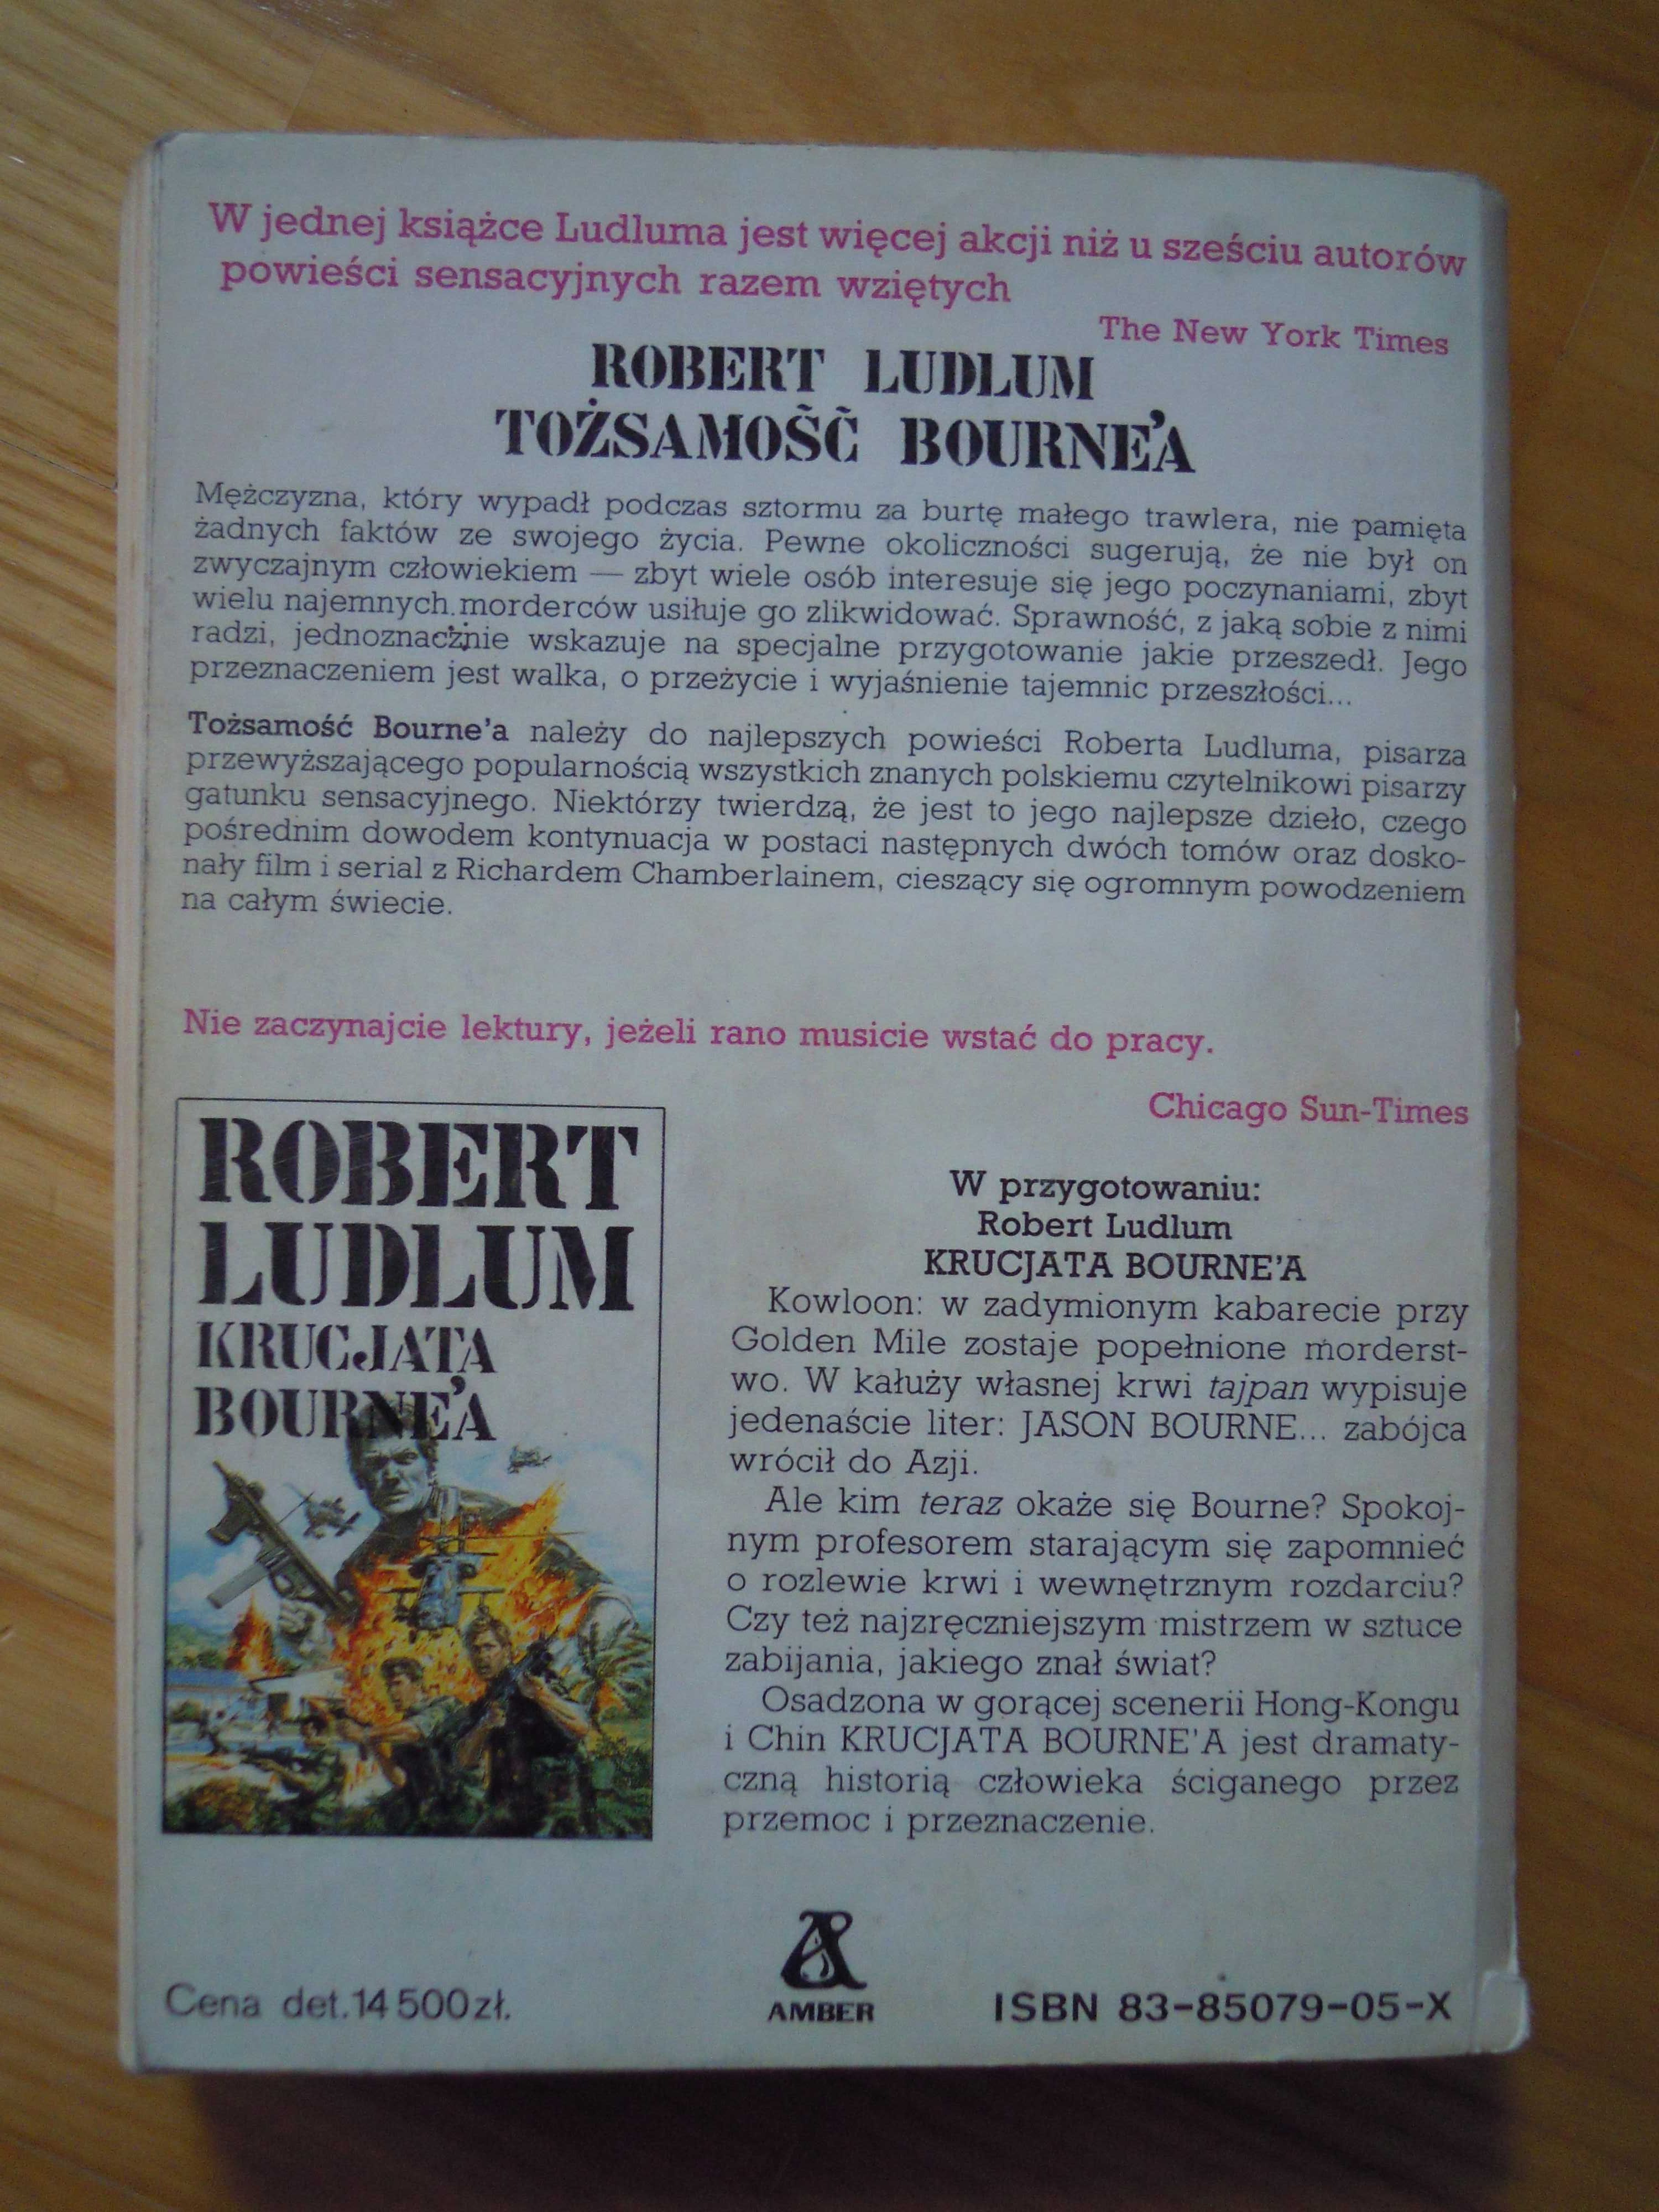 W jednej książce Ludluma jest więcej akcji niż u sześciu autorów
powieści sensacyjnych razem wziętych
The New York Times
ROBERT LUDLUM
TOŻSAMOŚĆ BOURNE'A
Mężczyzna, który wypadł podczas sztormu za burtę małego trawlera, nie pamięta
żadnych faktów ze swojego życia. Pewne okoliczności sugerują, że nie był on
zwyczajnym człowiekiem — zbyt wiele osób interesuje się jego poczynaniami, zbyt
wielu najemnych morderców usiłuje go zlikwidować. Sprawność, z jaką sobie z nimi
radzi, jednoznacznie wskazuje na specjalne przygotowanie jakie przeszedł. Jego
przeznaczeniem jest walka, o przeżycie i wyjaśnienie tajemnic przeszłości...
Tożsamość Bourne'a należy do najlepszych powieści Roberta Ludluma, pisarza
przewyższającego popularnością wszystkich znanych polskiemu czytelnikowi pisarzy
gatunku sensacyjnego. Niektórzy twierdzą, że jest to jego najlepsze dzieło, czego
pośrednim dowodem kontynuacja w postaci następnych dwóch tomów oraz dosko-
nały film i serial z Richardem Chamberlainem, cieszący się ogromnym powodzeniem
na całym świecie.
Nie zaczynajcie lektury, jeżeli rano musicie wstać do pracy.
Chicago Sun-Times
ROBERT
LUDLUM
KRUCJATA
BOURNE'A
W przygotowaniu:
Robert Ludlum
KRUCJATA BOURNE'A
Kowloon: w zadymionym kabarecie przy
Golden Mile zostaje popełnione morderst-
wo. W kałuży własnej krwi tajpan wypisuje
jedenaście liter: JASON BOURNE... zabójca
wrócił do Azji.
Ale kim teraz okaże się Bourne? Spokoj-
nym profesorem starającym się zapomnieć
o rozlewie krwi i wewnętrznym rozdarciu?
Czy też najzręczniejszym mistrzem w sztuce
zabijania, jakiego znał świat?
Osadzona w gorącej scenerii Hong-Kongu
i Chin KRUCJATA BOURNE'A jest dramaty-
czną historią człowieka ściganego przez
przemoc i przeznaczenie.
Cena det. 14 500 zł.
AMBER
ISBN 83-85079-05-X